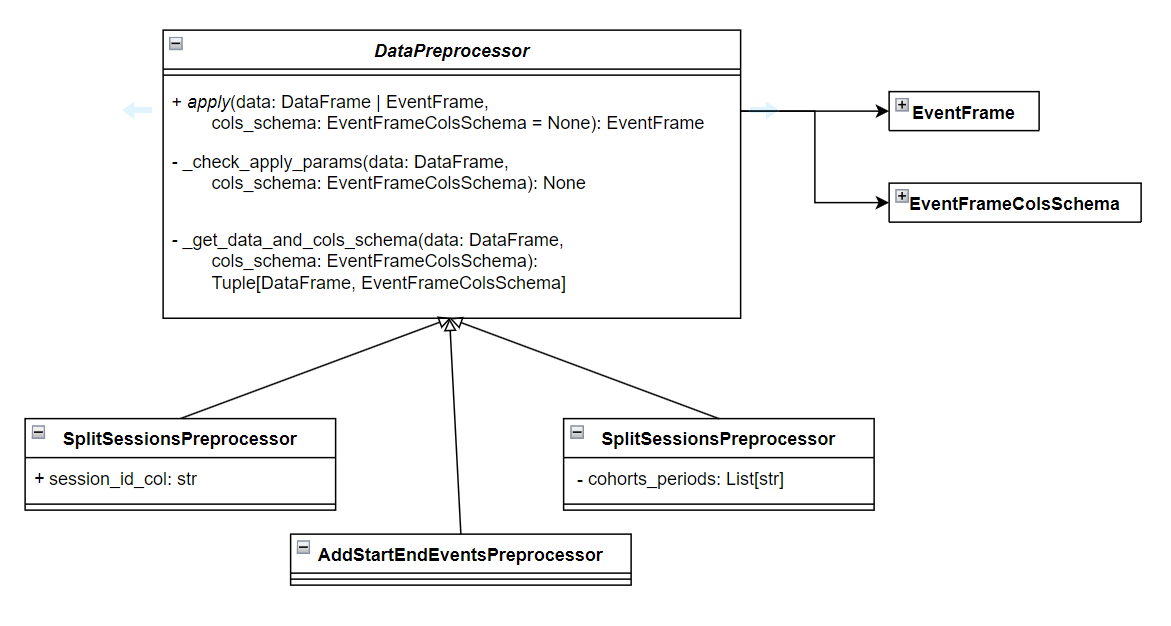 DataPreprocessor
+ apply(data: DataFrame | EventFrame,
cols_schema: EventFrameColsSchema = None): EventFrame
- _check_apply_params(data: DataFrame,
cols_schema: EventFrameColsSchema): None
- _get_data_and_cols_schema(data: DataFrame,
cols_schema: EventFrameColsSchema):
Tuple[DataFrame, EventFrameColsSchema]
EventFrame
EventFrameColsSchema
SplitSessionsPreprocessor
+ session_id_col: str
SplitSessionsPreprocessor
- cohorts_periods: List[str]
AddStartEndEventsPreprocessor